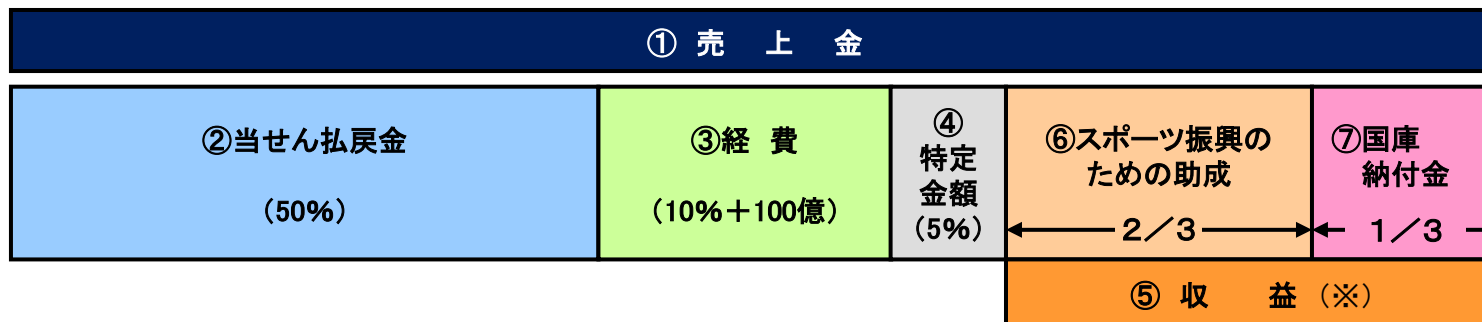 ① 売 上 金
②当せん払戻金
（50％）
③経 費
（10％＋100億）
④
特定
金額
（5％）
⑥スポーツ振興の
ための助成
２／３
⑦国庫
納付金
１／３
⑤ 収 益 （※）